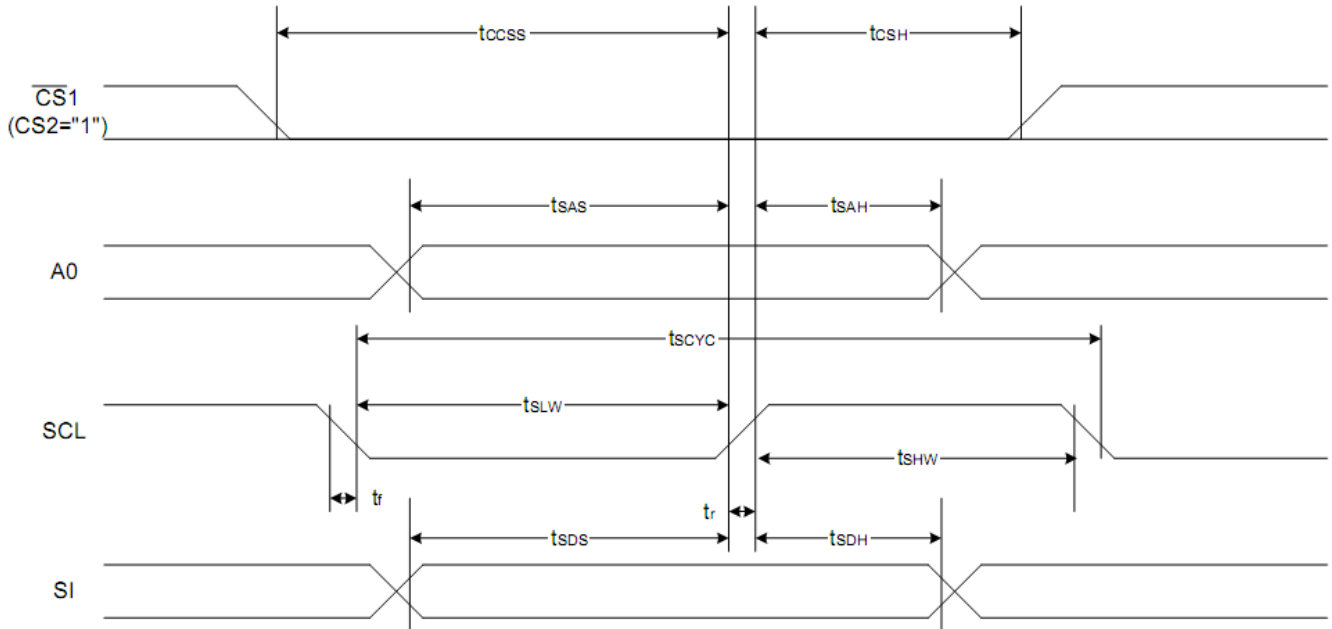 tCCSS
tCSH
CS1
(CS2="1")
tSAS
tSAH
A0
tSCYC
tSLW
SCL
tSHW
tf
tr
tSDS
tSDH
SI